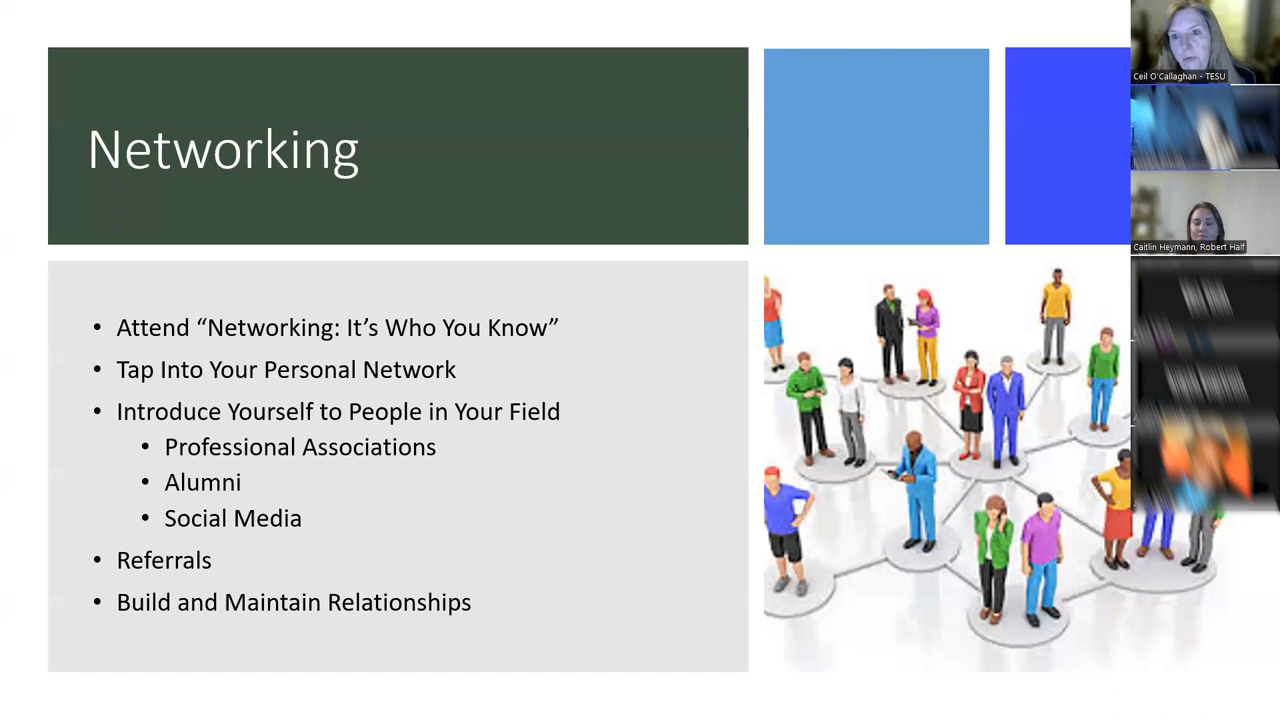 Networking
• Attend “Networking: It’s Who You Know”
• Tap Into Your Personal Network
• Introduce Yourself to People in Your Field
• Professional Associations
• Alumni
• Social Media
• Referrals
• Build and Maintain Relationships
Ceil O'Callaghan - TESU
Caitlin Heymann, Robert Half